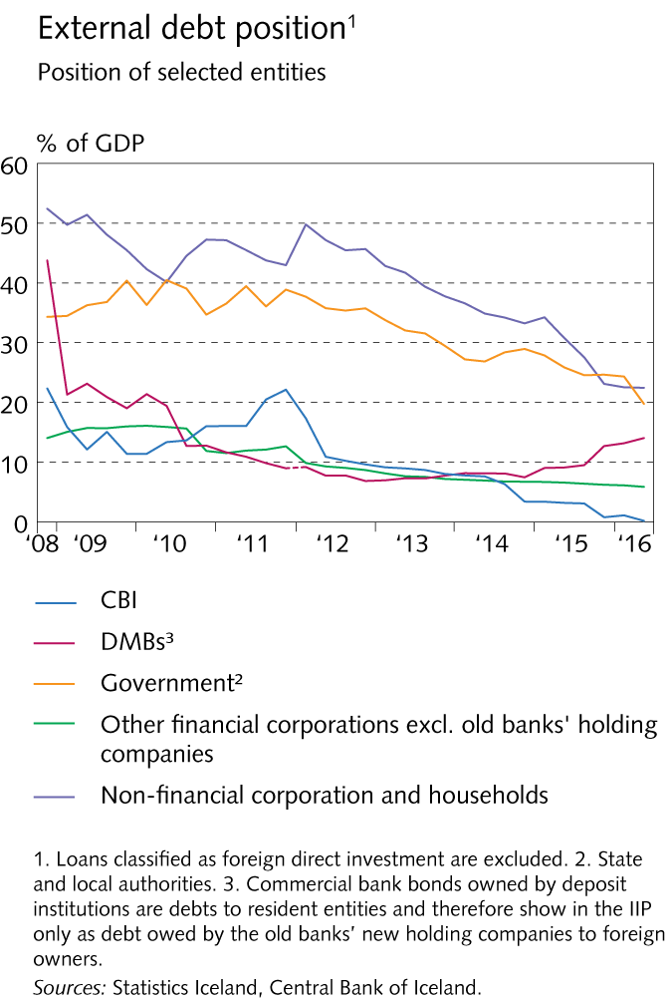 External debt position¹
Position of selected entities
% of GDP
60
50
40
30
20
10
0
‘08 ‘09 ‘10 ‘11 ‘12 ‘13 ‘14 ‘15 ‘16
CBI
DMBs³
Government²
Other financial corporations excl. old banks' holding
companies
Non-financial corporation and households
1. Loans classified as foreign direct investment are excluded. 2. State
and local authorities. 3. Commercial bank bonds owned by deposit
institutions are debts to resident entities and therefore show in the IIP
only as debt owed by the old banks’ new holding companies to foreign
owners.
Sources: Statistics Iceland, Central Bank of Iceland.